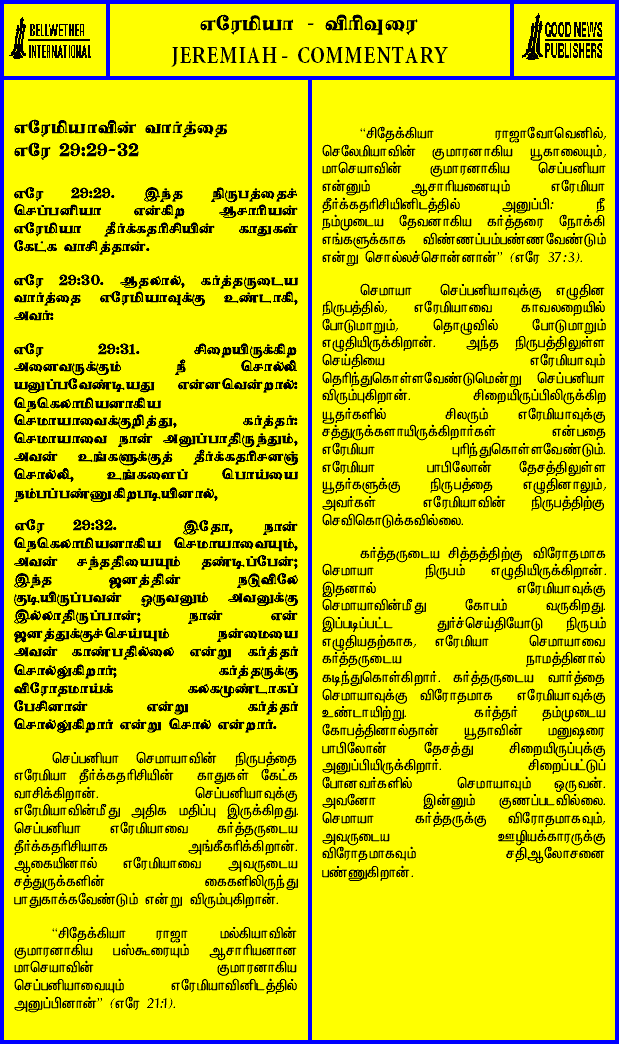 BELLWETHER
INTERNATIONAL
எரேமியா - விரிவுரை
JEREMIAH - COMMENTARY
GOOD NEWS
PUBLISHERS
எரேமியாவின் வார்த்தை
எரே 29:29-32
எரே 29:29. இந்த நிருபத்தைச்
செப்பனியா என்கிற ஆசாரியன்
எரேமியா தீர்க்கதரிசியின் காதுகள்
கேட்க வாசித்தான்.
எரே 29:30. ஆதலால், கர்த்தருடைய
வார்த்தை எரேமியாவுக்கு உண்டாகி,
அவர்:
எரே 29:31. சிறையிருக்கிற
அனைவருக்கும் நீ சொல்லி
யனுப்பவேண்டியது என்னவென்றால்:
நெகெலாமியனாகிய
செமாயாவைக்குறித்து, கர்த்தர்:
செமாயாவை நான் அனுப்பாதிருந்தும்,
அவன் உங்களுக்குத் தீர்க்கதரிசனஞ்
சொல்லி, உங்களைப் பொய்யை
நம்பப்பண்ணுகிறபடியினால்,
எரே 29:32. இதோ, நான்
நெகெலாமியனாகிய செமாயாவையும்,
அவன் சந்ததியையும் தண்டிப்பேன்;
இந்த ஜனத்தின் நடுவிலே
குடியிருப்பவன் ஒருவனும் அவனுக்கு
இல்லாதிருப்பான்; நான் என்
ஜனத்துக்குச்செய்யும் நன்மையை
அவன் காண்பதில்லை என்று கர்த்தர்
சொல்லுகிறார்; கர்த்தருக்கு
விரோதமாய்க் கலகமுண்டாகப்
பேசினான் என்று கர்த்தர்
சொல்லுகிறார் என்று சொல் என்றார்.
செப்பனியா செமாயாவின் நிருபத்தை
எரேமியா தீர்க்கதரிசியின் காதுகள் கேட்க
வாசிக்கிறான். செப்பனியாவுக்கு
எரேமியாவின்மீது அதிக மதிப்பு இருக்கிறது.
செப்பனியா எரேமியாவை கர்த்தருடைய
தீர்க்கதரிசியாக அங்கீகரிக்கிறான்.
ஆகையினால் எரேமியாவை அவருடைய
சத்துருக்களின் கைகளிலிருந்து
பாதுகாக்கவேண்டும் என்று விரும்புகிறான்.
“சிதேக்கியா ராஜா மல்கியாவின்
குமாரனாகிய பஸ்கூரையும் ஆசாரியனான
மாசெயாவின் குமாரனாகிய
செப்பனியாவையும் எரேமியாவினிடத்தில்
அனுப்பினான்” (எரே 21:1).
“சிதேக்கியா ராஜாவோவெனில்,
செலேமியாவின் குமாரனாகிய யூகாலையும்,
மாசெயாவின் குமாரனாகிய செப்பனியா
என்னும் ஆசாரியனையும் எரேமியா
தீர்க்கதரிசியினிடத்தில் அனுப்பி: நீ
நம்முடைய தேவனாகிய கர்த்தரை நோக்கி
எங்களுக்காக விண்ணப்பம்பண்ணவேண்டும்
என்று சொல்லச்சொன்னான்” (எரே 37:3).
செமாயா செப்பனியாவுக்கு எழுதின
நிருபத்தில், எரேமியாவை காவலறையில்
போடுமாறும், தொழுவில் போடுமாறும்
எழுதியிருக்கிறான். அந்த நிருபத்திலுள்ள
செய்தியை எரேமியாவும்
தெரிந்துகொள்ளவேண்டுமென்று செப்பனியா
விரும்புகிறான். சிறையிருப்பிலிருக்கிற
யூதர்களில் சிலரும் எரேமியாவுக்கு
சத்துருக்களாயிருக்கிறார்கள் என்பதை
எரேமியா புரிந்துகொள்ளவேண்டும்.
எரேமியா பாபிலோன் தேசத்திலுள்ள
யூதர்களுக்கு நிருபத்தை எழுதினாலும்,
அவர்கள் எரேமியாவின் நிருபத்திற்கு
செவிகொடுக்கவில்லை.
கர்த்தருடைய சித்தத்திற்கு விரோதமாக
செமாயா நிருபம் எழுதியிருக்கிறான்.
இதனால் எரேமியாவுக்கு
செமாயாவின்மீது கோபம் வருகிறது.
இப்படிப்பட்ட துர்ச்செய்தியோடு நிருபம்
எழுதியதற்காக, எரேமியா செமாயாவை
கர்த்தருடைய நாமத்தினால்
கடிந்துகொள்கிறார். கர்த்தருடைய வார்த்தை
செமாயாவுக்கு விரோதமாக எரேமியாவுக்கு
உண்டாயிற்று. கர்த்தர் தம்முடைய
கோபத்தினால்தான் யூதாவின் மனுஷரை
பாபிலோன் தேசத்து சிறையிருப்புக்கு
அனுப்பியிருக்கிறார். சிறைப்பட்டுப்
போனவர்களில் செமாயாவும் ஒருவன்.
அவனோ இன்னும் குணப்படவில்லை.
செமாயா கர்த்தருக்கு விரோதமாகவும்,
அவருடைய ஊழியக்காரருக்கு
விரோதமாகவும் சதிஆலோசனை
பண்ணுகிறான்.